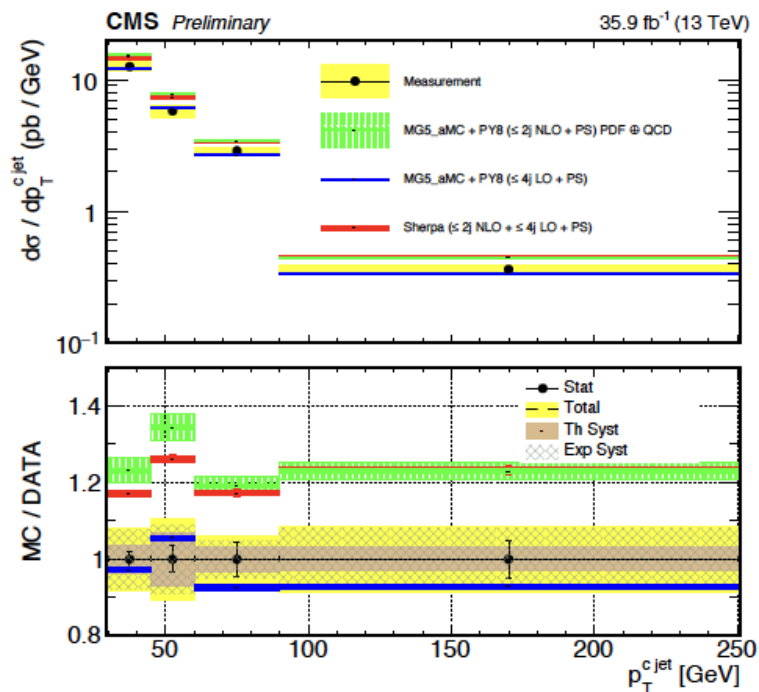 CMS Preliminary 35.9 fb⁻¹ (13 TeV)
dσ / dp_T^{c jet} (pb / GeV)
10
1
10⁻¹
Measurement
MG5_aMC + PY8 (≤ 2j NLO + PS) PDF ⊕ QCD
MG5_aMC + PY8 (≤ 4j LO + PS)
Sherpa (≤ 2j NLO + ≤ 4j LO + PS)
MC / DATA
1.4
1.2
1
0.8
Stat
Total
Th Syst
Exp Syst
50 100 150 200 250
p_T^{c jet} [GeV]